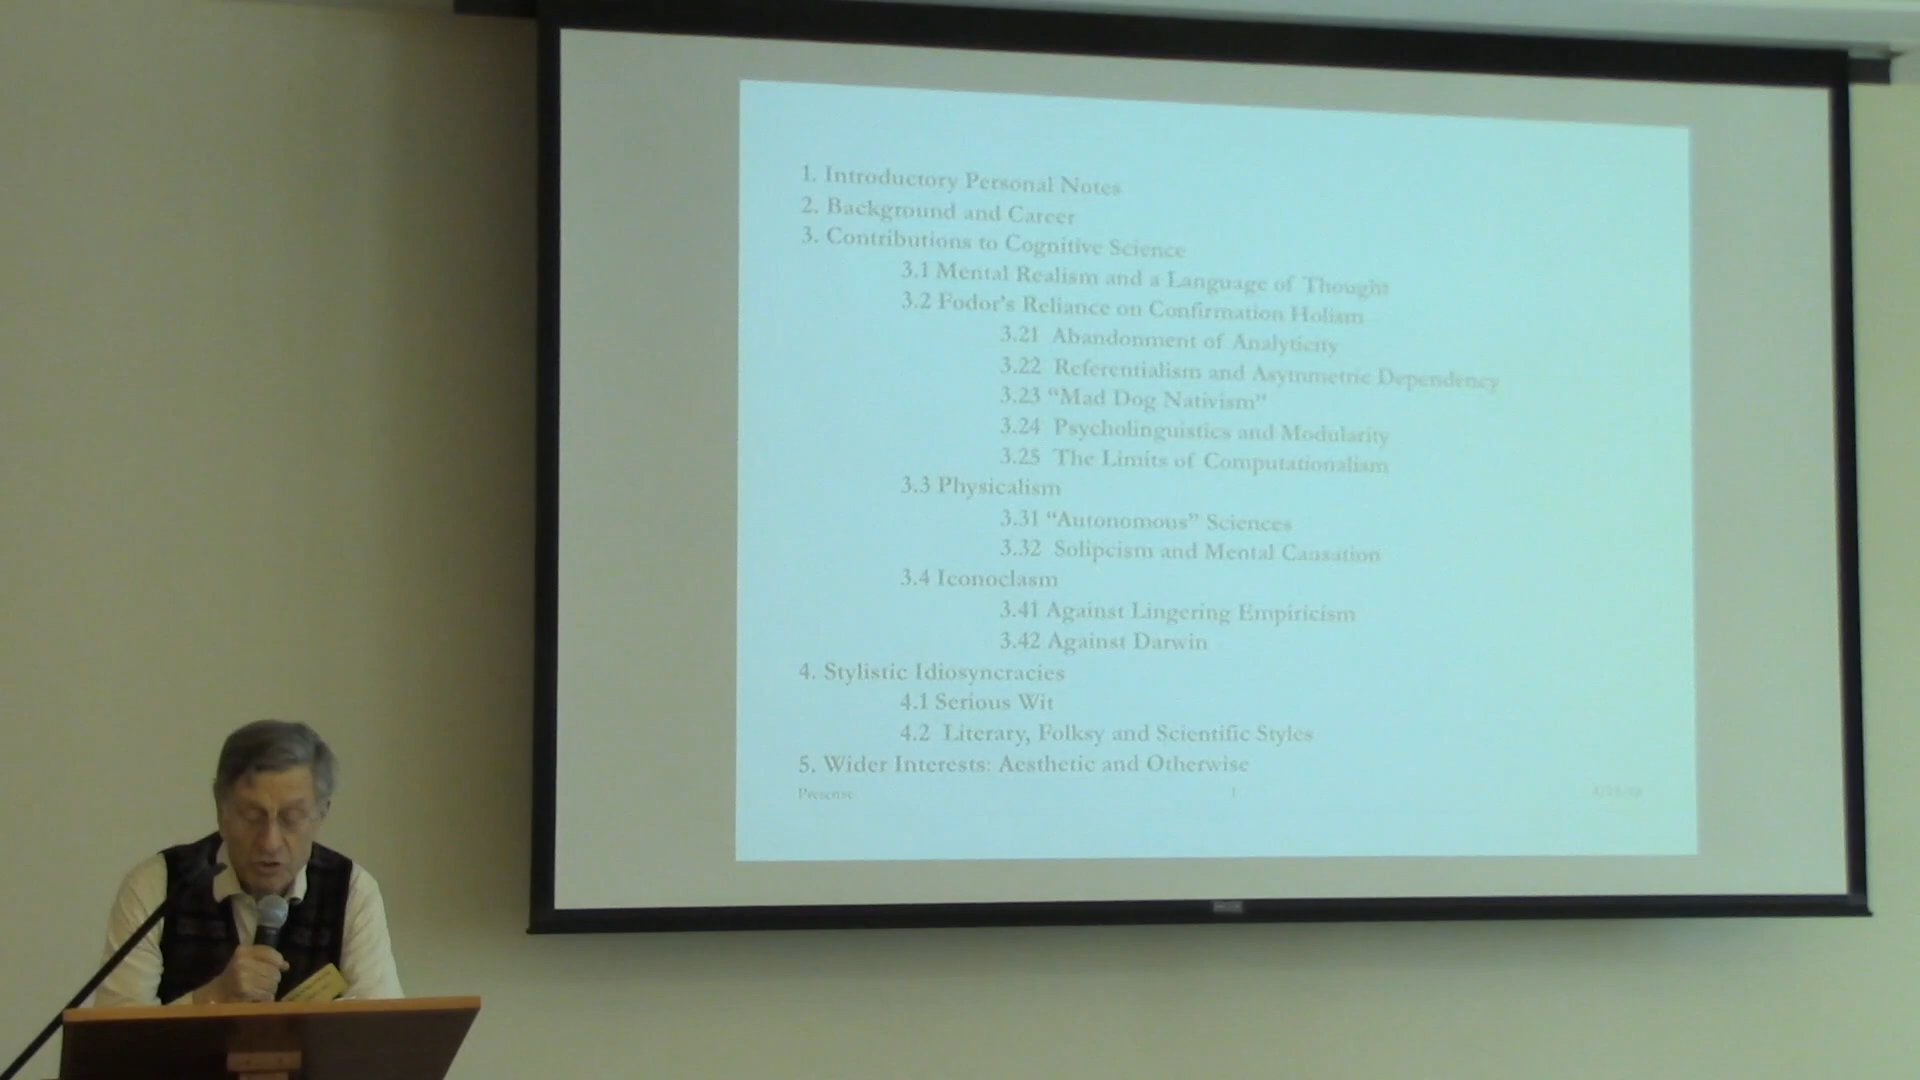 1. Introductory Personal Notes
2. Background and Career
3. Contributions to Cognitive Science
3.1 Mental Realism and a Language of Thought
3.2 Fodor's Reliance on Confirmation Holism
3.21 Abandonment of Analyticity
3.22 Referentialism and Asymmetric Dependency
3.23 “Mad Dog Nativism”
3.24 Psycholinguistics and Modularity
3.25 The Limits of Computationalism
3.3 Physicalism
3.31 “Autonomous” Sciences
3.32 Solipcism and Mental Causation
3.4 Iconoclasm
3.41 Against Lingering Empiricism
3.42 Against Darwin
4. Stylistic Idiosyncracies
4.1 Serious Wit
4.2 Literary, Folksy and Scientific Styles
5. Wider Interests: Aesthetic and Otherwise
1